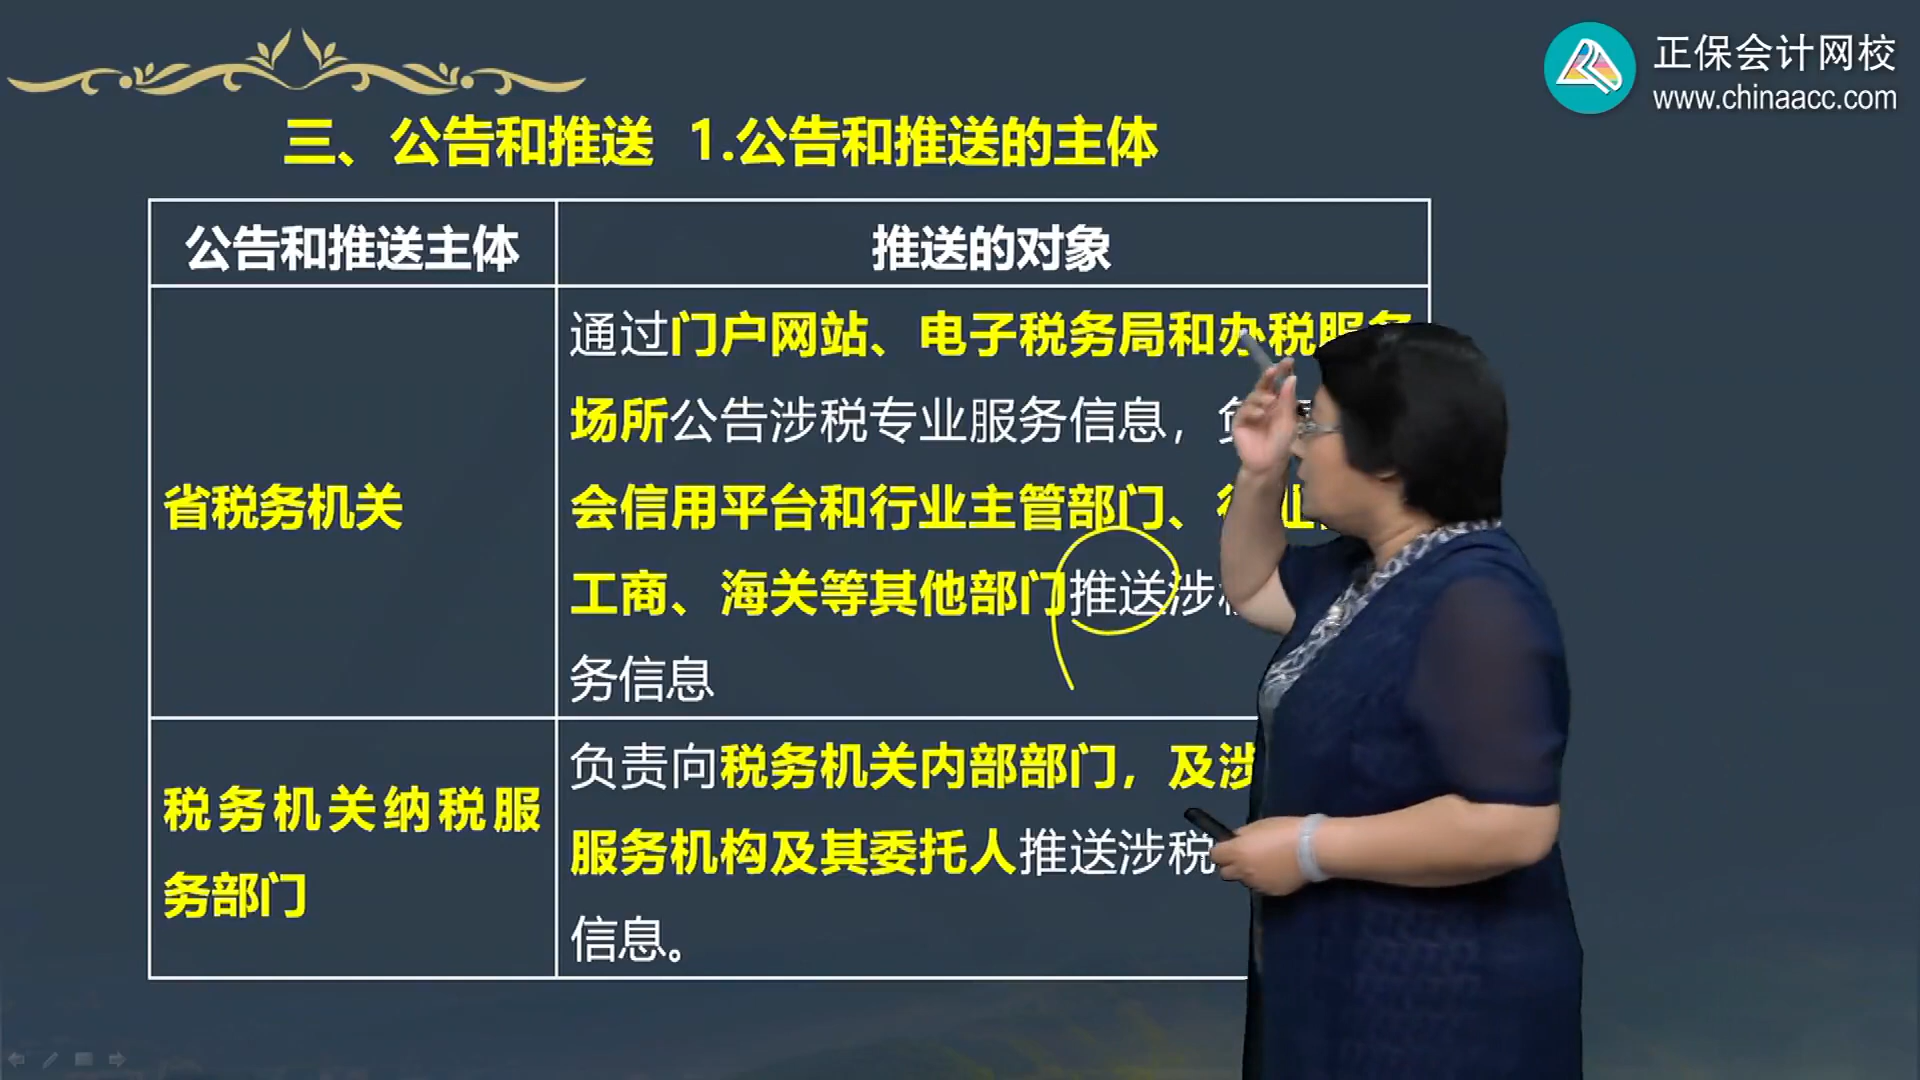 正保会计网校
www.chinaacc.com
三、公告和推送 1.公告和推送的主体
公告和推送主体
推送的对象
省税务机关
通过门户网站、电子税务局和办税服务
场所公告涉税专业服务信息，负
会信用平台和行业主管部门、
工商、海关等其他部门推送涉
务信息
税务机关纳税服
务部门
负责向税务机关内部部门，及涉
服务机构及其委托人推送涉税
信息。